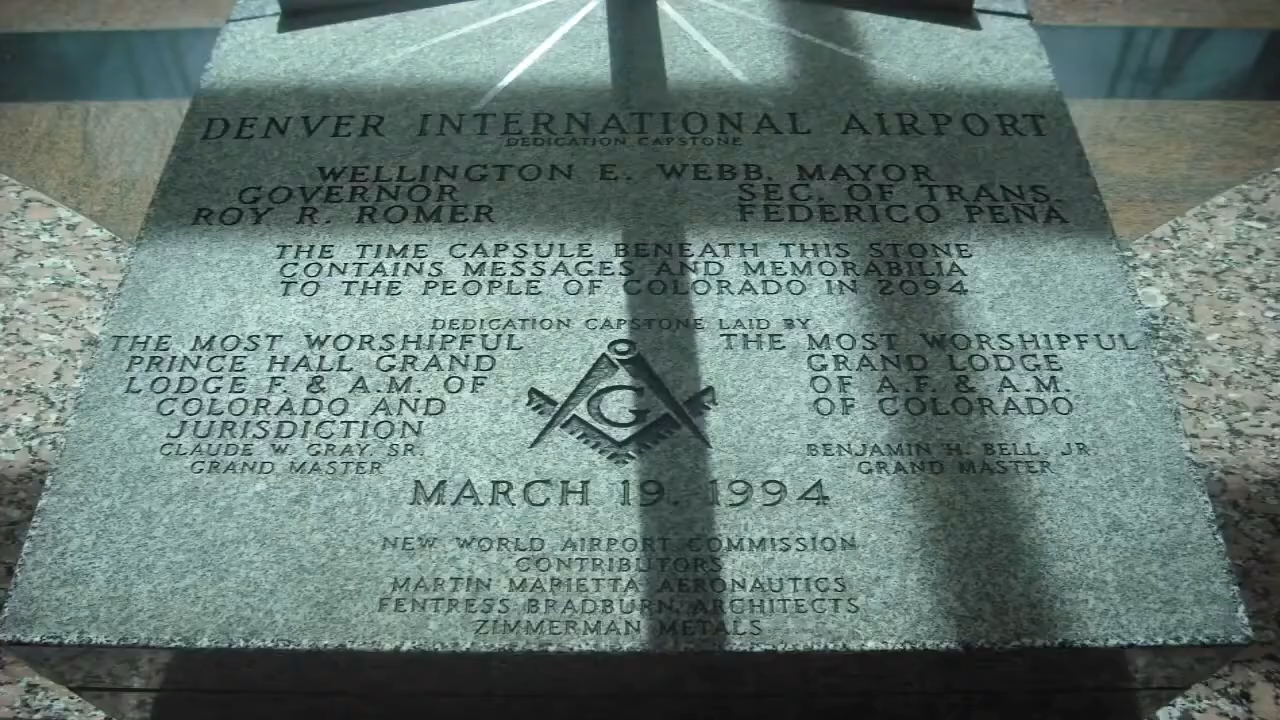 DENVER INTERNATIONAL AIRPORT
DEDICATION CAPSTONE
WELLINGTON E. WEBB, MAYOR
GOVERNOR
ROY R. ROMER
SEC. OF TRANS.
FEDERICO PENA
THE TIME CAPSULE BENEATH THIS STONE
CONTAINS MESSAGES AND MEMORABILIA
TO THE PEOPLE OF COLORADO IN 2094
DEDICATION CAPSTONE LAID BY
THE MOST WORSHIPFUL
PRINCE HALL GRAND
LODGE F. & A.M. OF
COLORADO AND
JURISDICTION
CLAUDE W. GRAY, SR.
GRAND MASTER
G
THE MOST WORSHIPFUL
GRAND LODGE
OF A.F. & A.M.
OF COLORADO
BENJAMIN H. BELL, JR.
GRAND MASTER
MARCH 19, 1994
NEW WORLD AIRPORT COMMISSION
CONTRIBUTORS
MARTIN MARIETTA AERONAUTICS
FENTRESS BRADBURN ARCHITECTS
ZIMMERMAN METALS